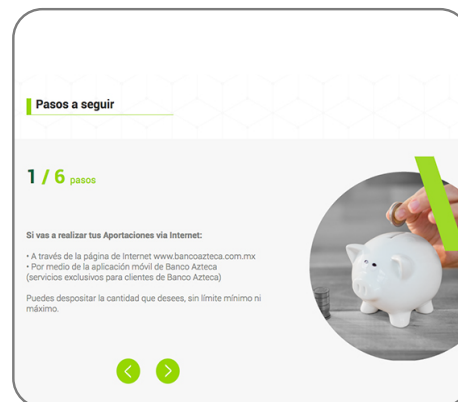 Pasos a seguir
1 / 6 pasos
Si vas a realizar tus Aportaciones via Internet:
• A través de la página de Internet www.bancoazteca.com.mx
• Por medio de la aplicación móvil de Banco Azteca
(servicios exclusivos para clientes de Banco Azteca)
Puedes despositar la cantidad que desees, sin límite mínimo ni
máximo.